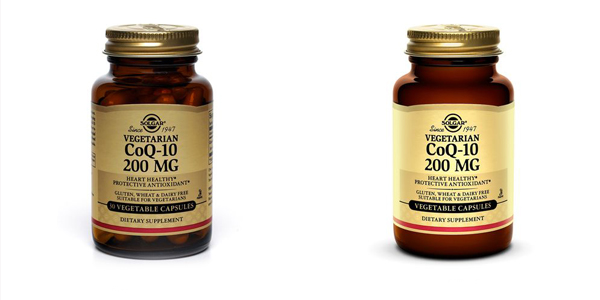 SOLGAR®
Since 1947
VEGETARIAN
CoQ-10
200 MG
HEART HEALTHY*
PROTECTIVE ANTIOXIDANT*
GLUTEN, WHEAT & DAIRY FREE
SUITABLE FOR VEGETARIANS
VEGETABLE CAPSULES
DIETARY SUPPLEMENT
SOLGAR®
Since 1947
VEGETARIAN
CoQ-10
200 MG
HEART HEALTHY*
PROTECTIVE ANTIOXIDANT*
GLUTEN, WHEAT & DAIRY FREE
SUITABLE FOR VEGETARIANS
VEGETABLE CAPSULES
DIETARY SUPPLEMENT